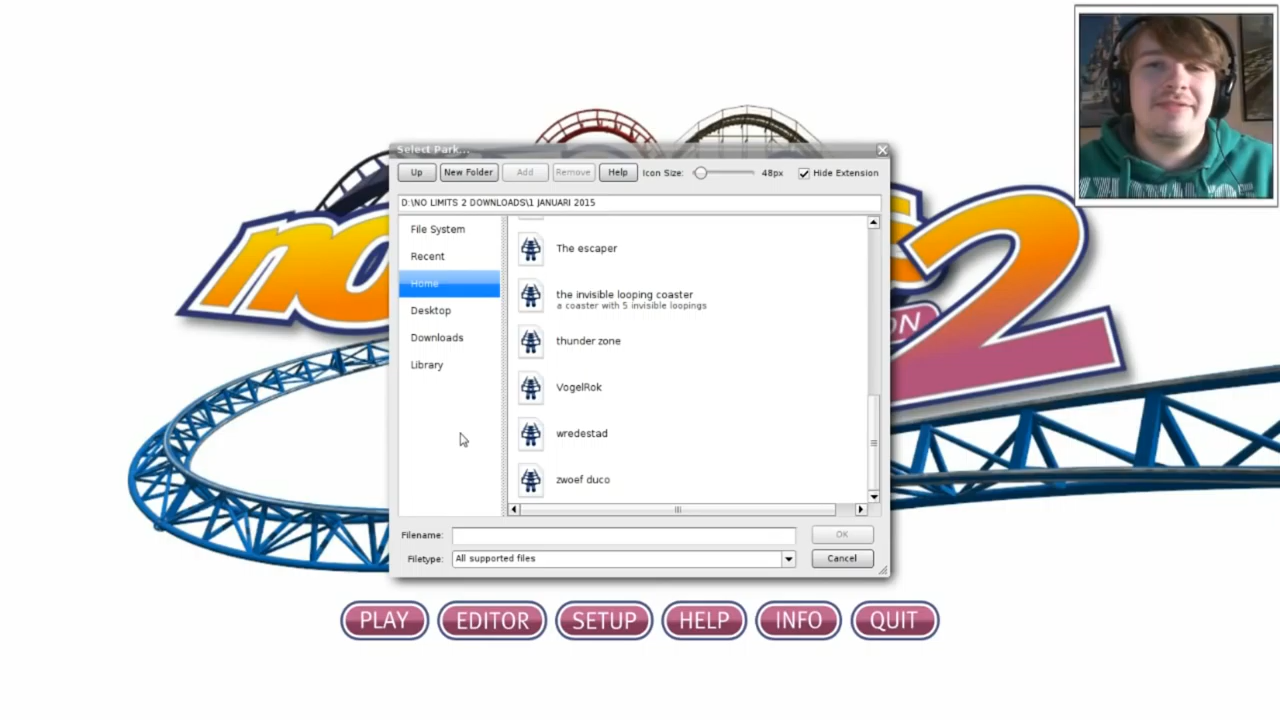 Select Park...
Up
New Folder
Add
Remove
Help
Icon Size:
48px
Hide Extension
D:\NO LIMITS 2 DOWNLOADS\1 JANUARI 2015
File System
Recent
Home
Desktop
Downloads
Library
The escaper
the invisible looping coaster
a coaster with 5 invisible loopings
thunder zone
VogelRok
wredestad
zwoef duco
Filename:
OK
Filetype:
All supported files
Cancel
no
2
ON
PLAY
EDITOR
SETUP
HELP
INFO
QUIT